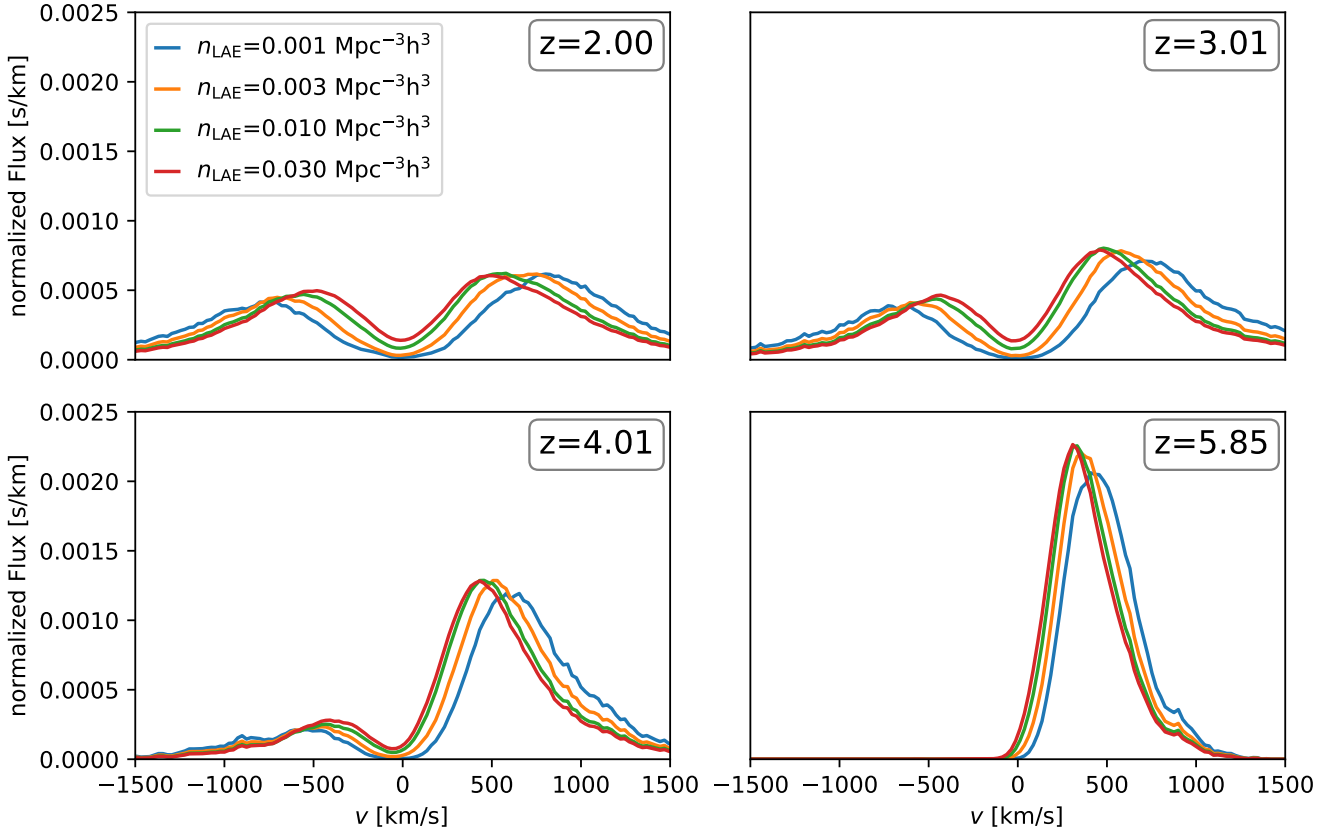 0.0025
0.0020
0.0015
0.0010
0.0005
0.0000
normalized Flux [s/km]
n_LAE=0.001 Mpc⁻³h³
n_LAE=0.003 Mpc⁻³h³
n_LAE=0.010 Mpc⁻³h³
n_LAE=0.030 Mpc⁻³h³
z=2.00
z=3.01
0.0025
0.0020
0.0015
0.0010
0.0005
0.0000
normalized Flux [s/km]
z=4.01
z=5.85
−1500 −1000 −500 0 500 1000 1500
−1500 −1000 −500 0 500 1000 1500
v [km/s]
v [km/s]